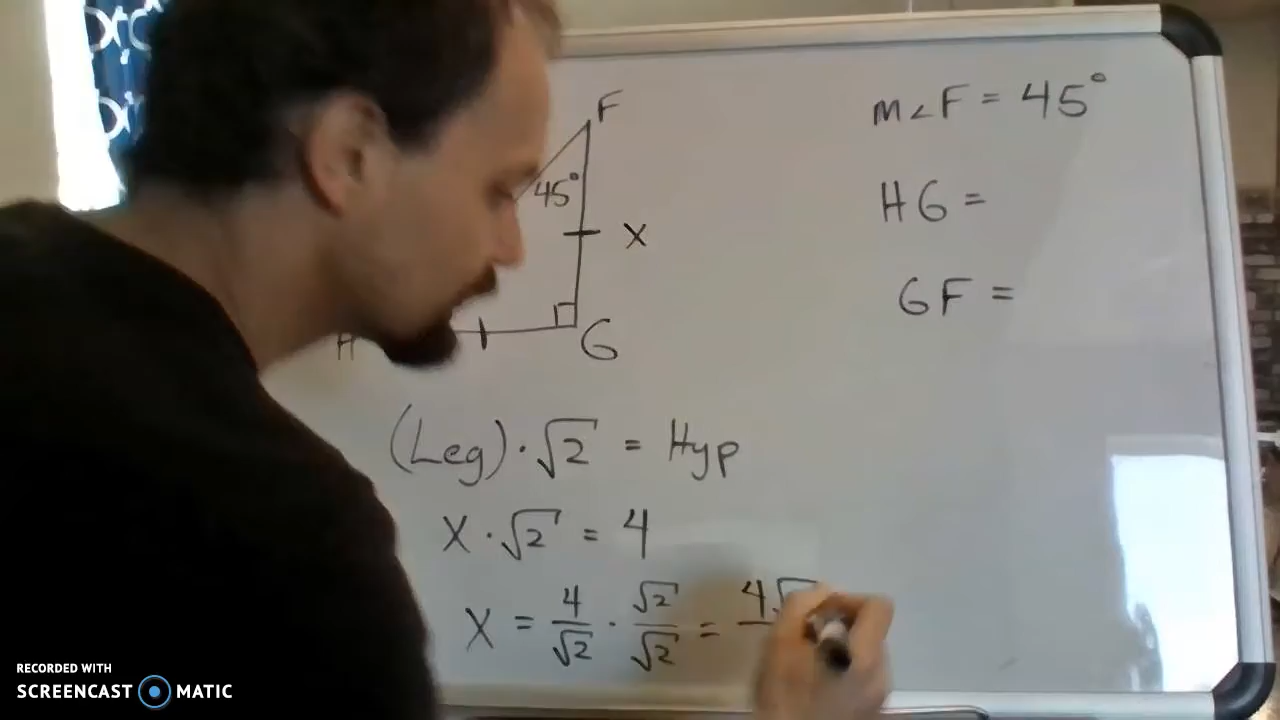 F
45°
X
H
G
m∠F = 45°
HG =
GF =
(Leg) · √2 = Hyp
X · √2 = 4
X = 4/√2 · √2/√2 = 4√
RECORDED WITH
SCREENCAST MATIC